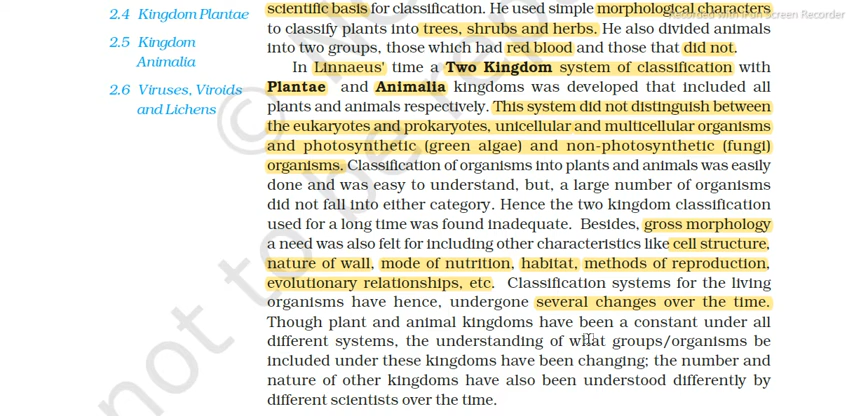 scientific basis for classification. He used simple morphological characters
2.4 Kingdom Plantae
to classify plants into trees, shrubs and herbs. He also divided animals
2.5 Kingdom
Animalia
into two groups, those which had red blood and those that did not.
In Linnaeus' time a Two Kingdom system of classification with
2.6 Viruses, Viroids
and Lichens
Plantae and Animalia kingdoms was developed that included all
plants and animals respectively. This system did not distinguish between
the eukaryotes and prokaryotes, unicellular and multicellular organisms
and photosynthetic (green algae) and non-photosynthetic (fungi)
organisms. Classification of organisms into plants and animals was easily
done and was easy to understand, but, a large number of organisms
did not fall into either category. Hence the two kingdom classification
used for a long time was found inadequate. Besides, gross morphology
a need was also felt for including other characteristics like cell structure,
nature of wall, mode of nutrition, habitat, methods of reproduction,
evolutionary relationships, etc. Classification systems for the living
organisms have hence, undergone several changes over the time.
Though plant and animal kingdoms have been a constant under all
different systems, the understanding of what groups/organisms be
included under these kingdoms have been changing; the number and
nature of other kingdoms have also been understood differently by
different scientists over the time.
not to be rep
©
Screen Recorder